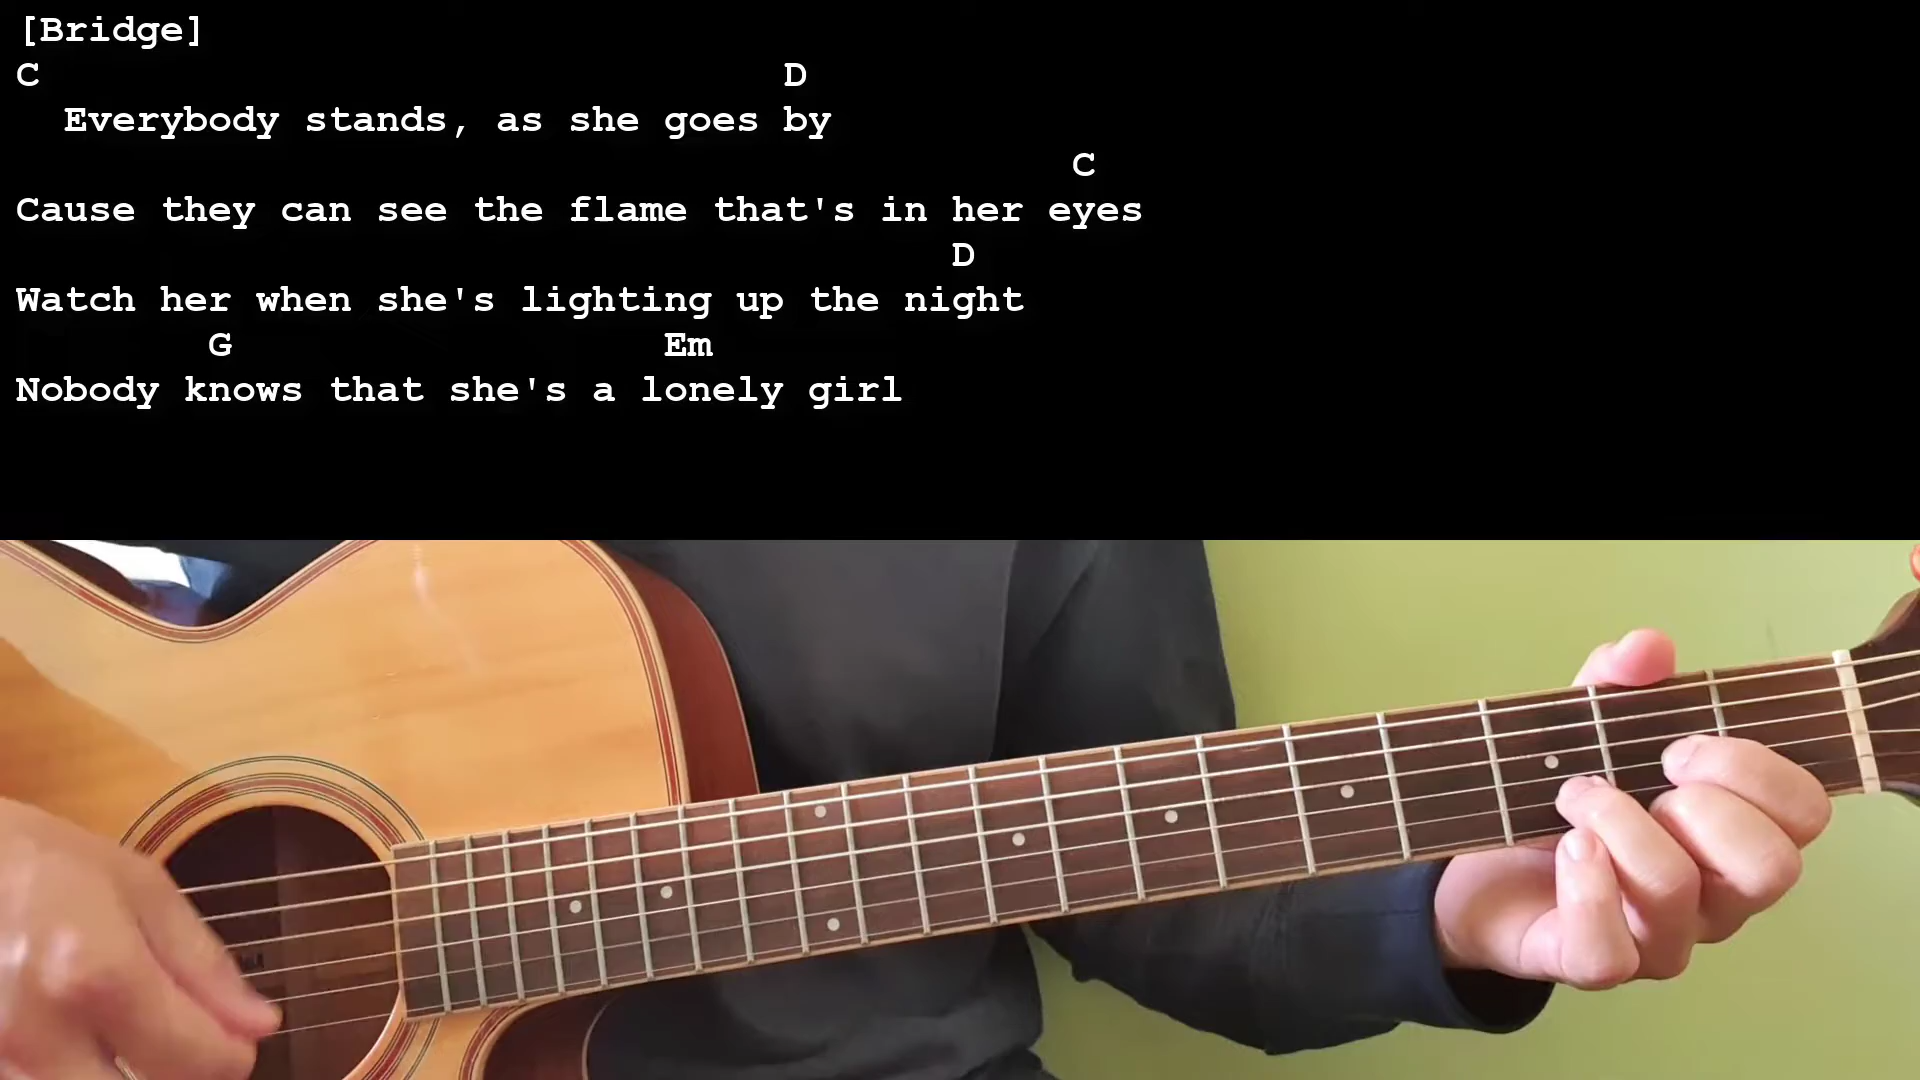 [Bridge]
C D
Everybody stands, as she goes by
C
Cause they can see the flame that's in her eyes
D
Watch her when she's lighting up the night
G Em
Nobody knows that she's a lonely girl